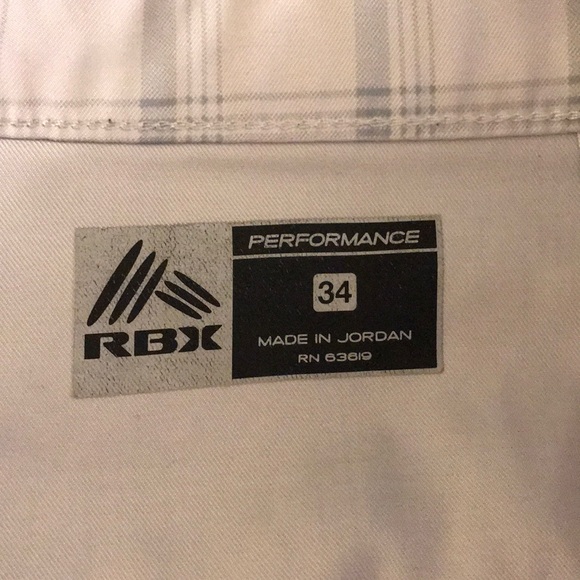 RBX
PERFORMANCE
34
MADE IN JORDAN
RN 63619